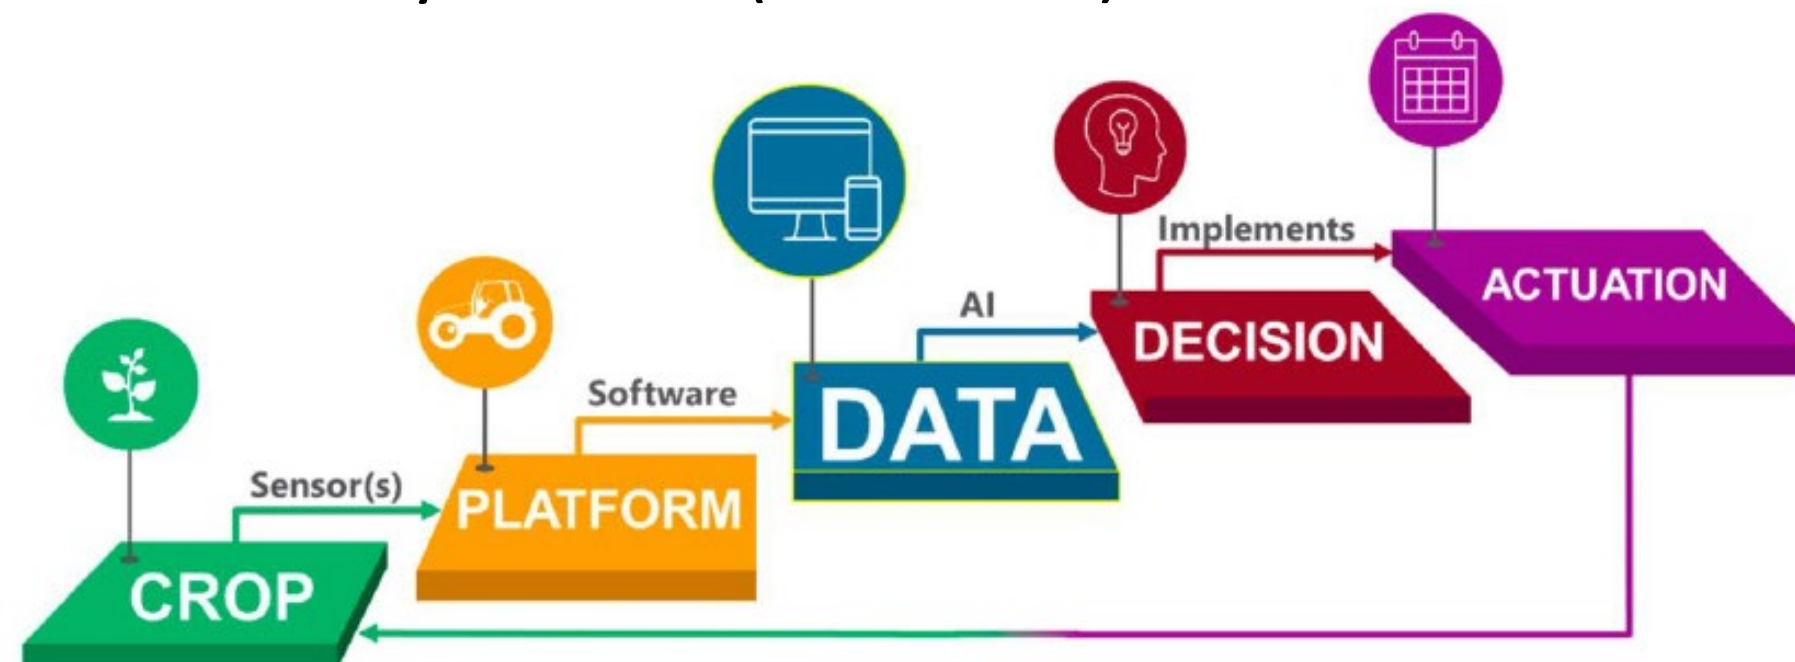 Implements
ACTUATION
AI
DECISION
Software
DATA
Sensor(s)
PLATFORM
CROP